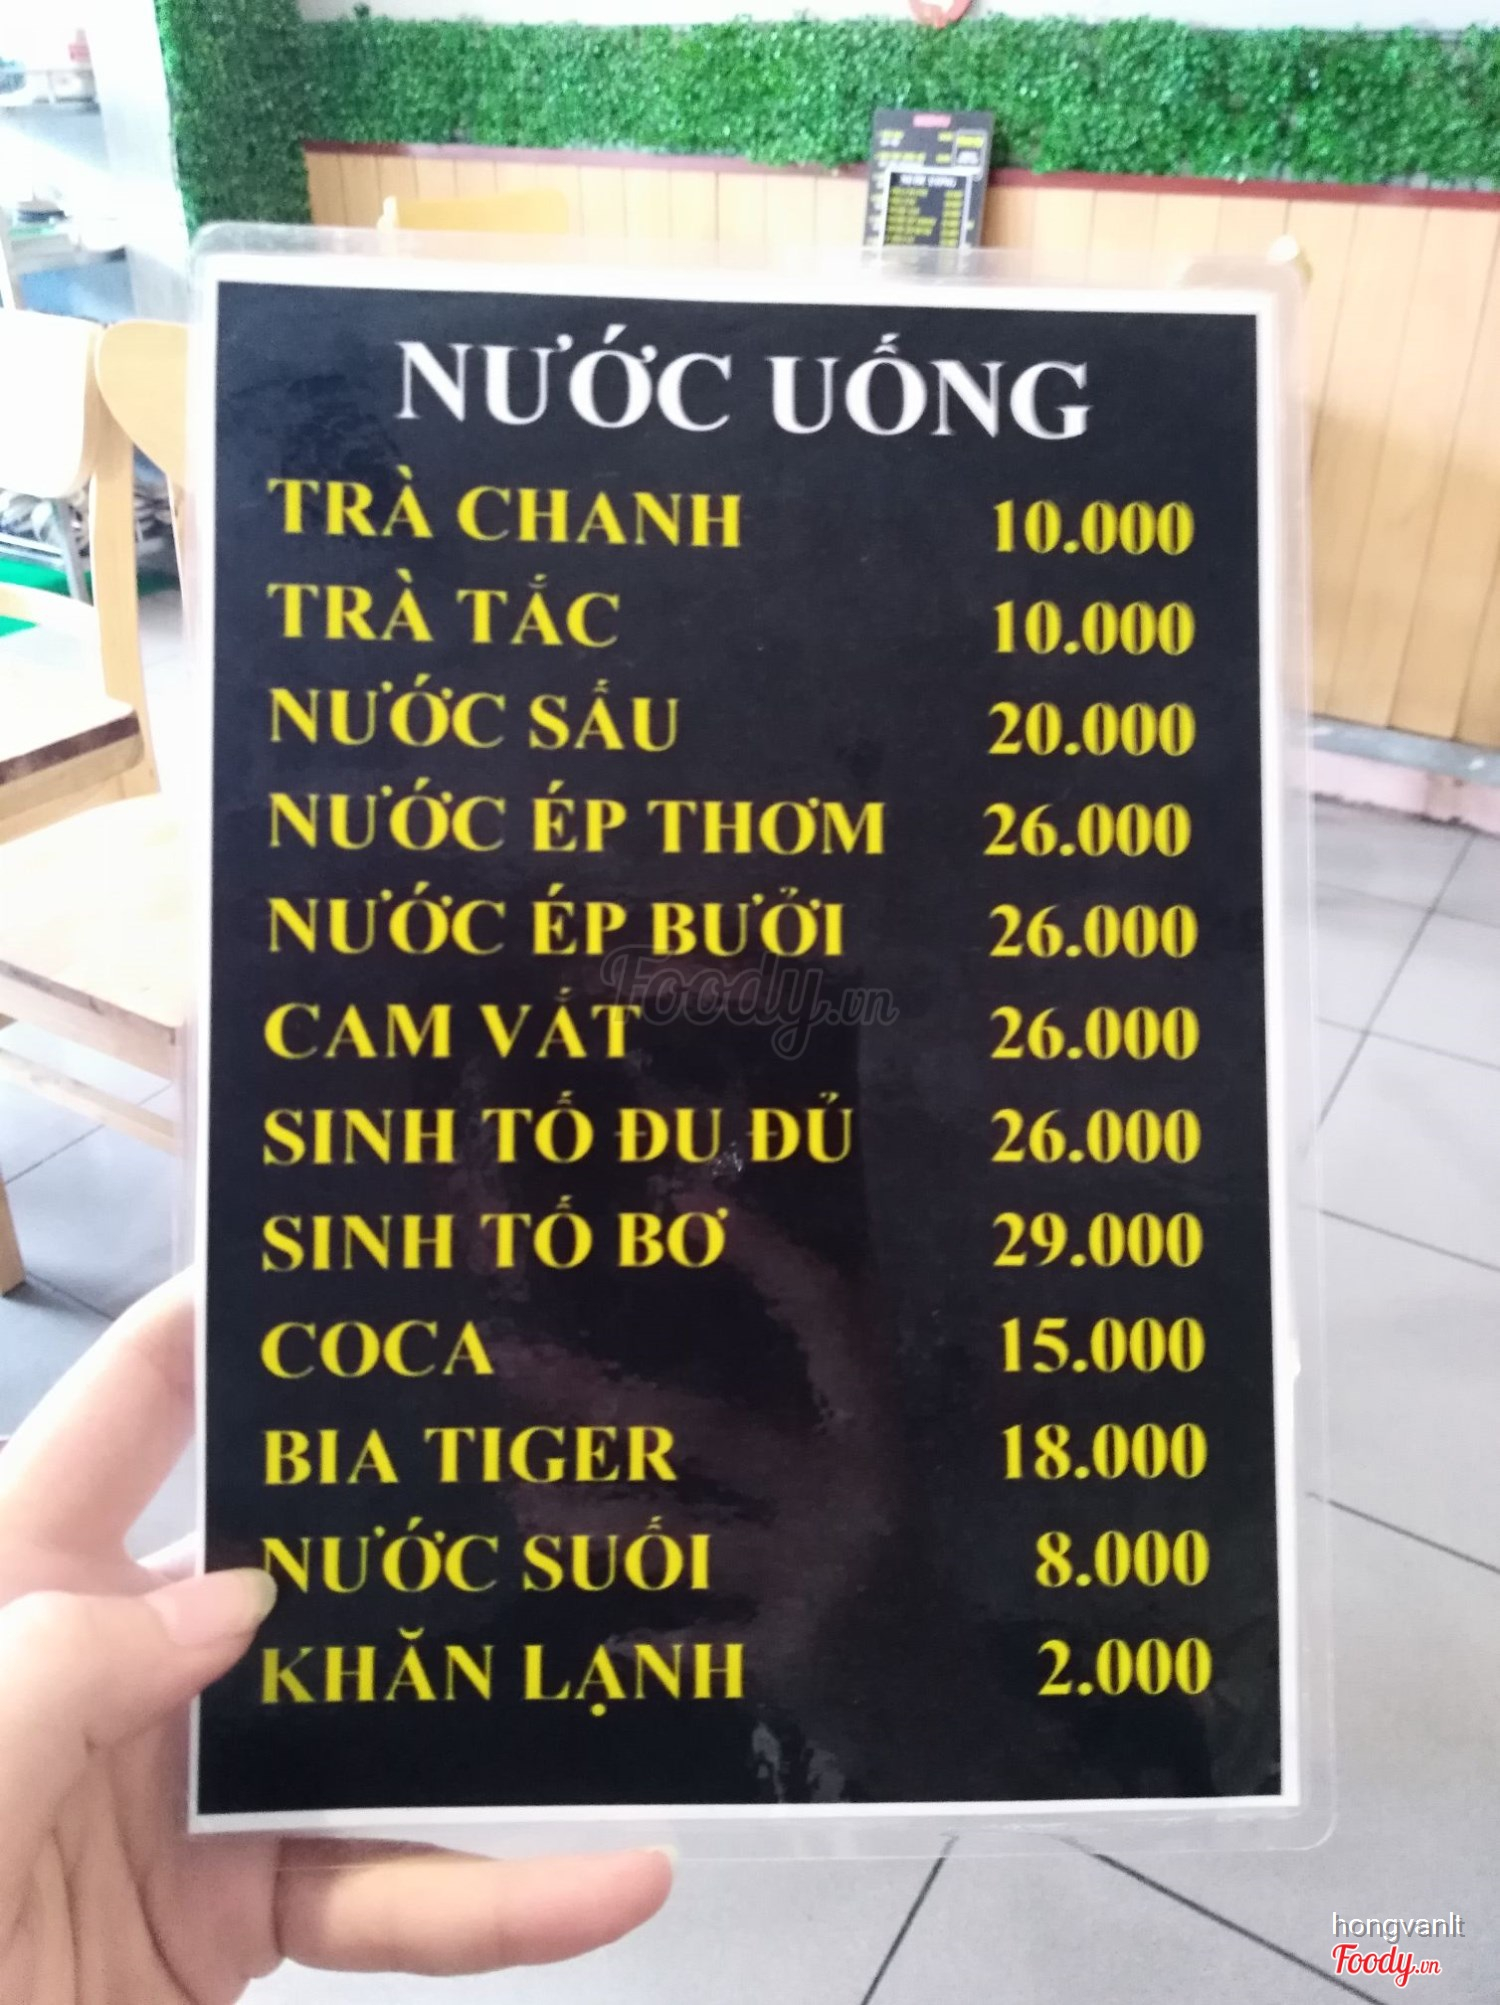 NƯỚC UỐNG
TRÀ CHANH 10.000
TRÀ TẮC 10.000
NƯỚC SẤU 20.000
NƯỚC ÉP THƠM 26.000
NƯỚC ÉP BƯỞI 26.000
CAM VẮT 26.000
SINH TỐ ĐU ĐỦ 26.000
SINH TỐ BƠ 29.000
COCA 15.000
BIA TIGER 18.000
NƯỚC SUỐI 8.000
KHĂN LẠNH 2.000
Foody.vn
hongvanlt
Foody.vn